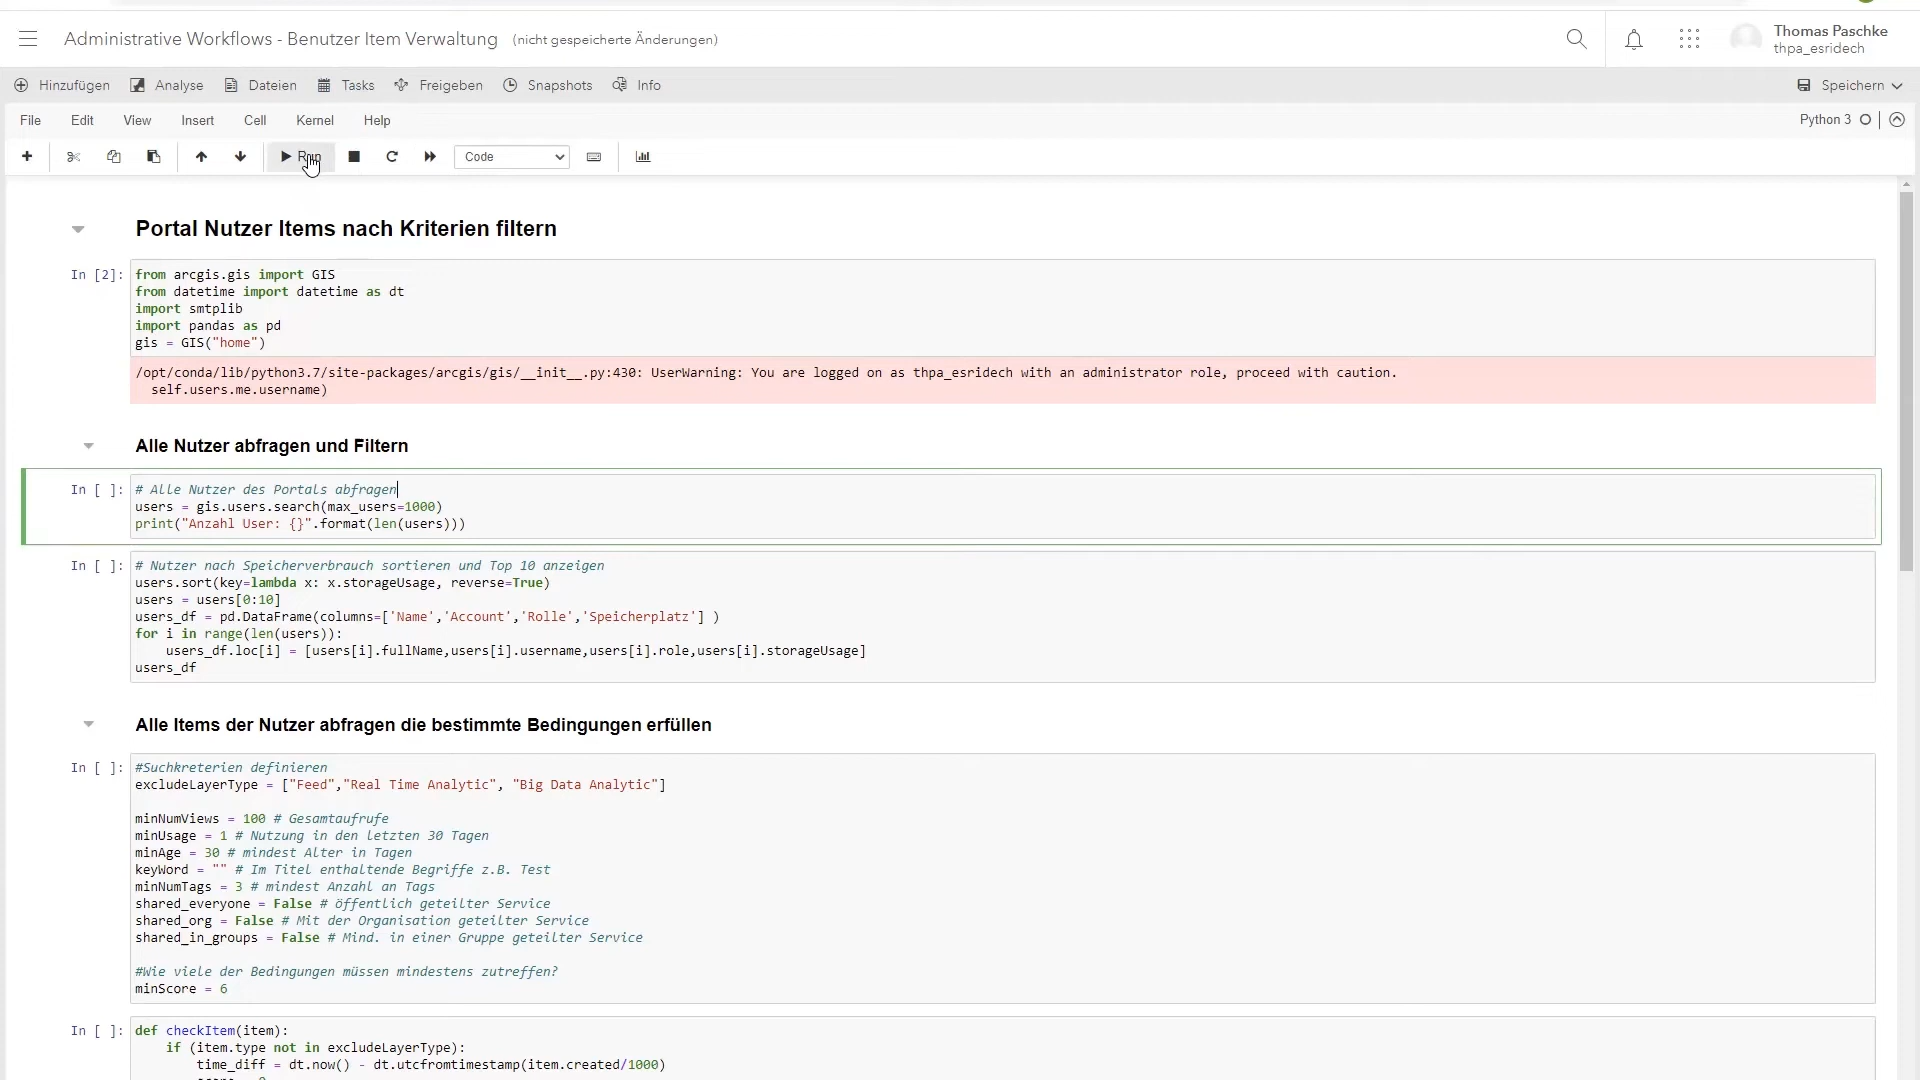 Administrative Workflows - Benutzer Item Verwaltung (nicht gespeicherte Änderungen)
Thomas Paschke
thpa_esridech
Hinzufügen Analyse Dateien Tasks Freigeben Snapshots Info Speichern
File Edit View Insert Cell Kernel Help Python 3
Run Code
Portal Nutzer Items nach Kriterien filtern
In [2]: from arcgis.gis import GIS
from datetime import datetime as dt
import smtplib
import pandas as pd
gis = GIS("home")
/opt/conda/lib/python3.7/site-packages/arcgis/gis/__init__.py:430: UserWarning: You are logged on as thpa_esridech with an administrator role, proceed with caution.
  self.users.me.username)
Alle Nutzer abfragen und Filtern
In [ ]: # Alle Nutzer des Portals abfragen
users = gis.users.search(max_users=1000)
print("Anzahl User: {}".format(len(users)))
In [ ]: # Nutzer nach Speicherverbrauch sortieren und Top 10 anzeigen
users.sort(key=lambda x: x.storageUsage, reverse=True)
users = users[0:10]
users_df = pd.DataFrame(columns=['Name','Account','Rolle','Speicherplatz'] )
for i in range(len(users)):
    users_df.loc[i] = [users[i].fullName,users[i].username,users[i].role,users[i].storageUsage]
users_df
Alle Items der Nutzer abfragen die bestimmte Bedingungen erfüllen
In [ ]: #Suchkreterien definieren
excludeLayerType = ["Feed","Real Time Analytic", "Big Data Analytic"]
minNumViews = 100 # Gesamtaufrufe
minUsage = 1 # Nutzung in den letzten 30 Tagen
minAge = 30 # mindest Alter in Tagen
keyWord = "" # Im Titel enthaltende Begriffe z.B. Test
minNumTags = 3 # mindest Anzahl an Tags
shared_everyone = False # öffentlich geteilter Service
shared_org = False # Mit der Organisation geteilter Service
shared_in_groups = False # Mind. in einer Gruppe geteilter Service
#Wie viele der Bedingungen müssen mindestens zutreffen?
minScore = 6
In [ ]: def checkItem(item):
    if (item.type not in excludeLayerType):
        time_diff = dt.now() - dt.utcfromtimestamp(item.created/1000)